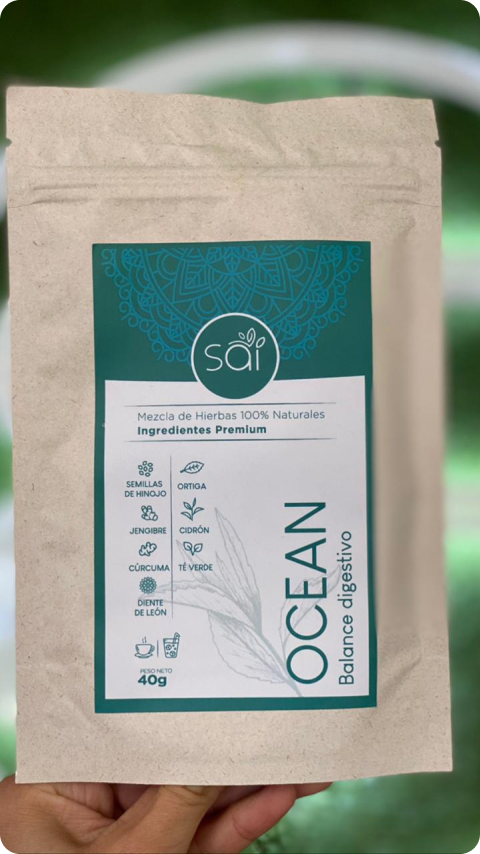 sai
Mezcla de Hierbas 100% Naturales
Ingredientes Premium
SEMILLAS
DE HINOJO
JENGIBRE
CÚRCUMA
DIENTE
DE LEÓN
ORTIGA
CIDRÓN
TÉ VERDE
PESO NETO
40g
OCEAN
Balance digestivo